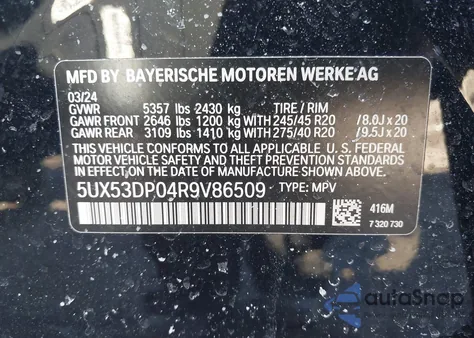 MFD BY BAYERISCHE MOTOREN WERKE AG
03/24
GVWR 5357 lbs 2430 kg TIRE / RIM
GAWR FRONT 2646 lbs 1200 kg WITH 245/45 R20 /8.0J x 20
GAWR REAR 3109 lbs 1410 kg WITH 275/40 R20 /9.5J x 20
THIS VEHICLE CONFORMS TO ALL APPLICABLE U. S. FEDERAL
MOTOR VEHICLE SAFETY, BUMPER, AND THEFT PREVENTION STANDARDS
IN EFFECT ON THE DATE OF MANUFACTURE SHOWN ABOVE.
5UX53DP04R9V86509 TYPE: MPV
416M
7 320 730
autoSnap